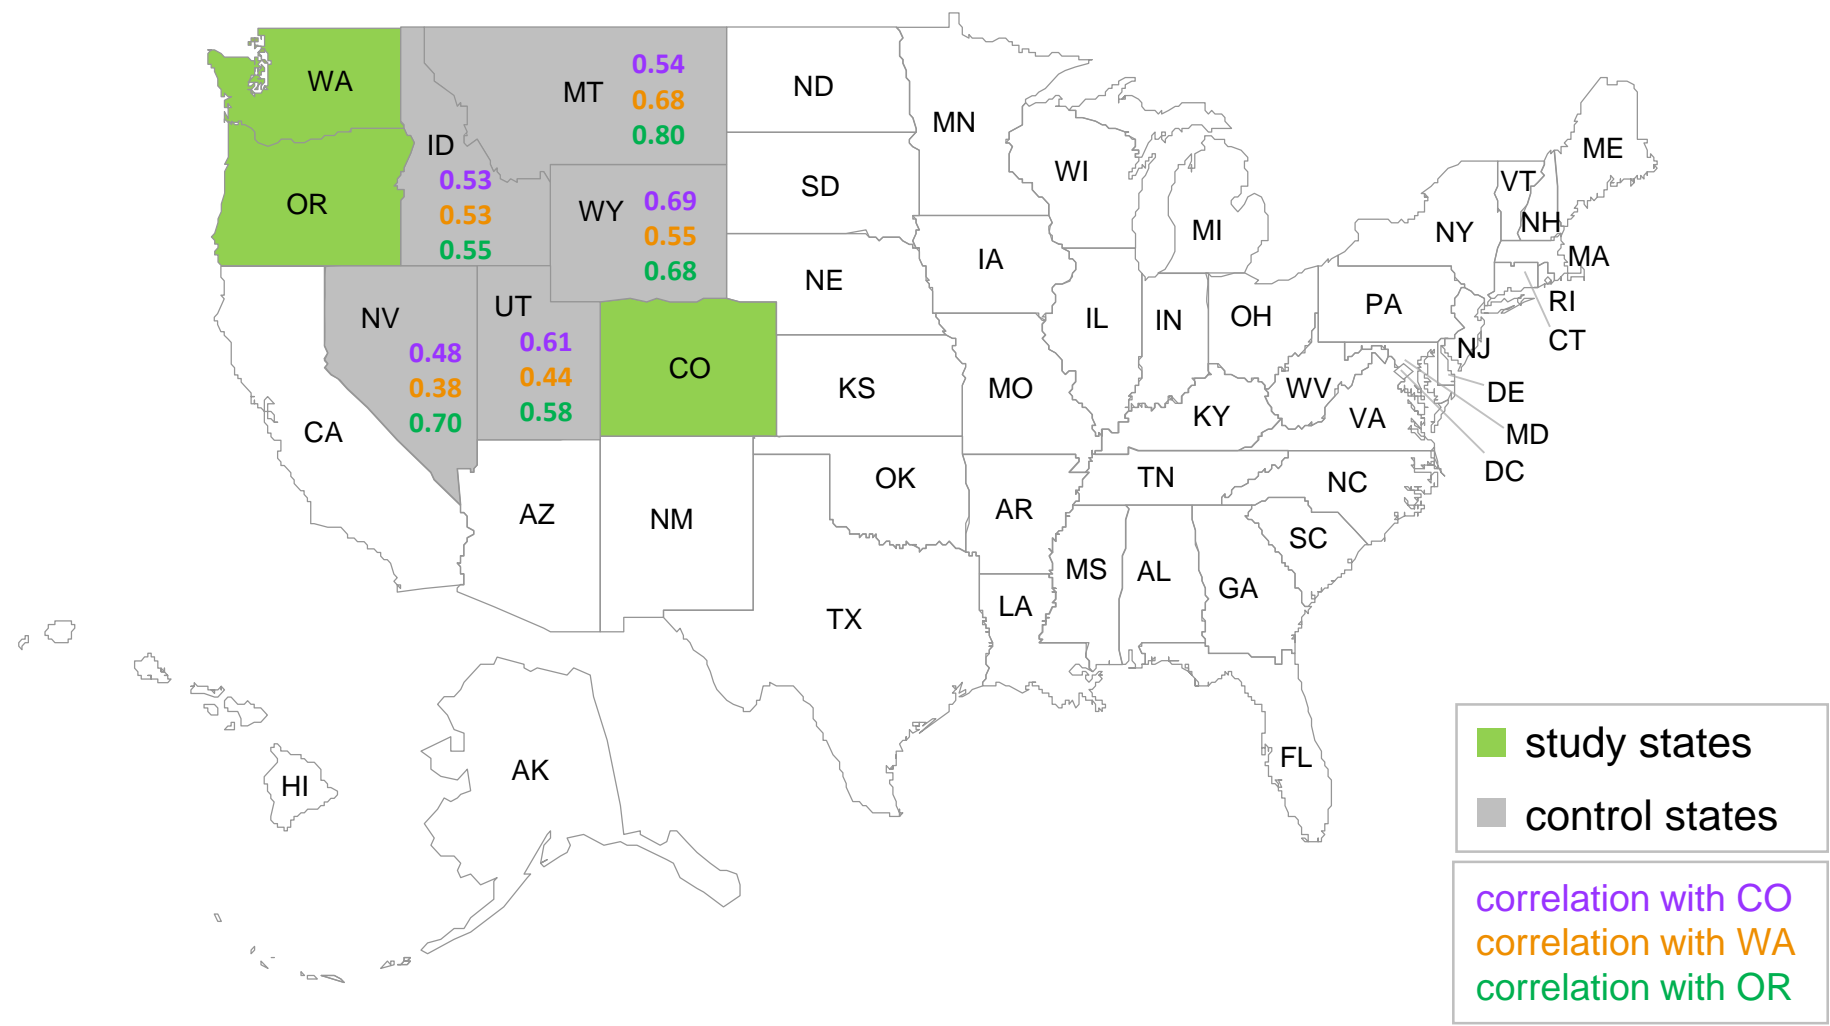 WA
MT
0.54
0.68
0.80
ND
MN
ID
0.53
0.53
0.55
OR
WY
0.69
0.55
0.68
SD
WI
MI
ME
VT
NH
NY
MA
NV
0.48
0.38
0.70
UT
0.61
0.44
0.58
CO
NE
IA
IL
IN
OH
PA
RI
CT
NJ
DE
MD
DC
CA
KS
MO
KY
WV
VA
AZ
NM
OK
AR
TN
NC
SC
MS
AL
GA
TX
LA
FL
HI
AK
study states
control states
correlation with CO
correlation with WA
correlation with OR